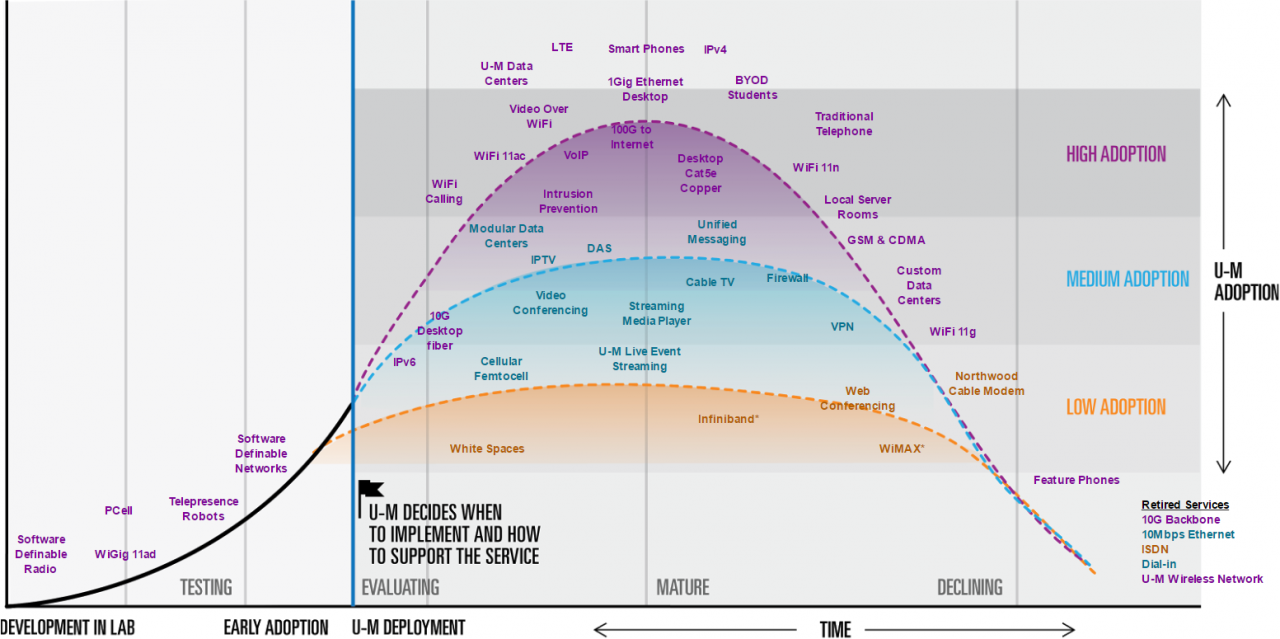 LTE
Smart Phones
IPv4
U-M Data
Centers
1Gig Ethernet
Desktop
BYOD
Students
Video Over
WiFi
Traditional
Telephone
100G to
Internet
WiFi 11ac
VoIP
Desktop
Cat5e
Copper
WiFi 11n
HIGH ADOPTION
WiFi
Calling
Intrusion
Prevention
Local Server
Rooms
Modular Data
Centers
DAS
Unified
Messaging
GSM & CDMA
IPTV
Cable TV
Firewall
Custom
Data
Centers
MEDIUM ADOPTION
U-M
ADOPTION
Video
Conferencing
Streaming
Media Player
10G
Desktop
fiber
VPN
WiFi 11g
IPv6
Cellular
Femtocell
U-M Live Event
Streaming
Northwood
Cable Modem
Web
Conferencing
LOW ADOPTION
Infiniband*
White Spaces
WiMAX*
Software
Definable
Networks
Feature Phones
PCell
Telepresence
Robots
Software
Definable
Radio
WiGig 11ad
U-M DECIDES WHEN
TO IMPLEMENT AND HOW
TO SUPPORT THE SERVICE
Retired Services
10G Backbone
10Mbps Ethernet
ISDN
Dial-in
U-M Wireless Network
TESTING
EVALUATING
MATURE
DECLINING
DEVELOPMENT IN LAB
EARLY ADOPTION
U-M DEPLOYMENT
TIME